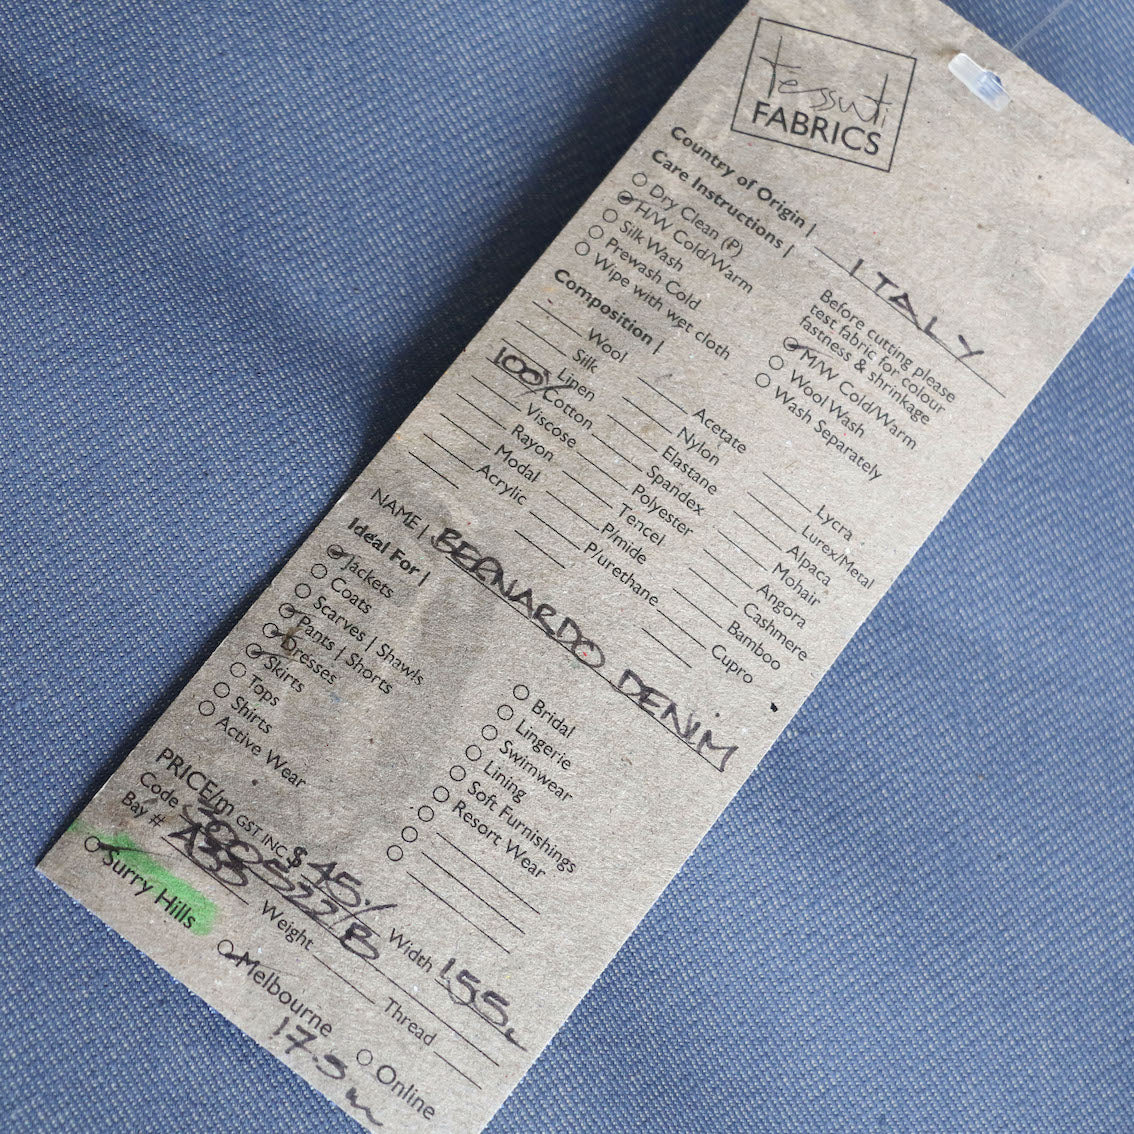 tessuti
FABRICS
Country of Origin | ITALY
Care Instructions |
Dry Clean (P)
H/W Cold/Warm
Silk Wash
Prewash Cold
Wipe with wet cloth
Before cutting please
test fabric for colour
fastness & shrinkage
M/W Cold/Warm
Wool Wash
Wash Separately
Composition |
Wool
Silk
Linen
100% Cotton
Viscose
Rayon
Modal
Acrylic
Acetate
Nylon
Elastane
Spandex
Polyester
Tencel
P/mide
P/urethane
Lycra
Lurex/Metal
Alpaca
Mohair
Angora
Cashmere
Bamboo
Cupro
NAME | BERNARDO DENIM
Ideal For |
Jackets
Coats
Scarves | Shawls
Pants | Shorts
Dresses
Skirts
Tops
Shirts
Active Wear
Bridal
Lingerie
Swimwear
Lining
Soft Furnishings
Resort Wear
PRICE/m GST INC $45/ Width 1.55
Code 300522/B Thread
Bay # Weight
Surry Hills
Melbourne
Online